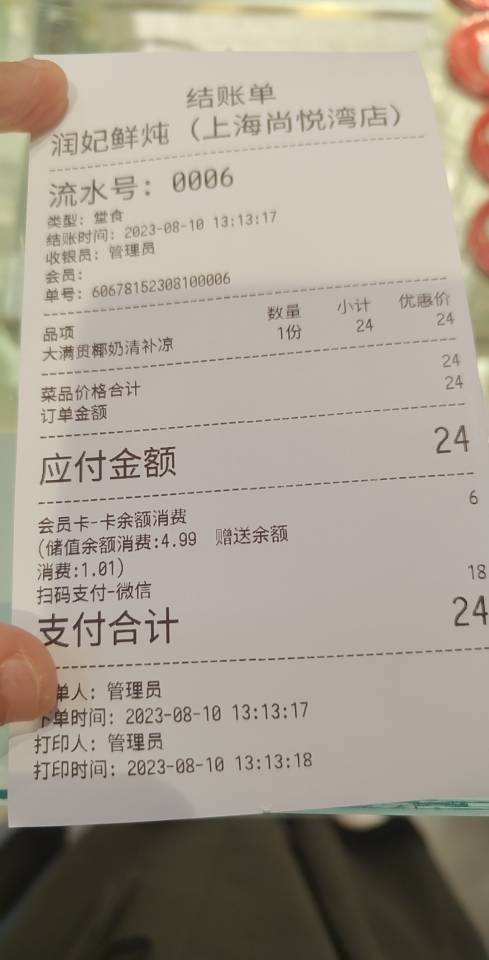 结账单
润妃鲜炖（上海尚悦湾店）
流水号：0006
类型：堂食
结账时间：2023-08-10 13:13:17
收银员：管理员
会员：
单号：60678152308100006
品项 数量 小计 优惠价
大满贯椰奶清补凉 1份 24 24
菜品价格合计 24
订单金额 24
应付金额 24
会员卡-卡余额消费 6
(储值余额消费:4.99 赠送余额
消费:1.01)
扫码支付-微信 18
支付合计 24
单人：管理员
单时间：2023-08-10 13:13:17
打印人：管理员
打印时间：2023-08-10 13:13:18